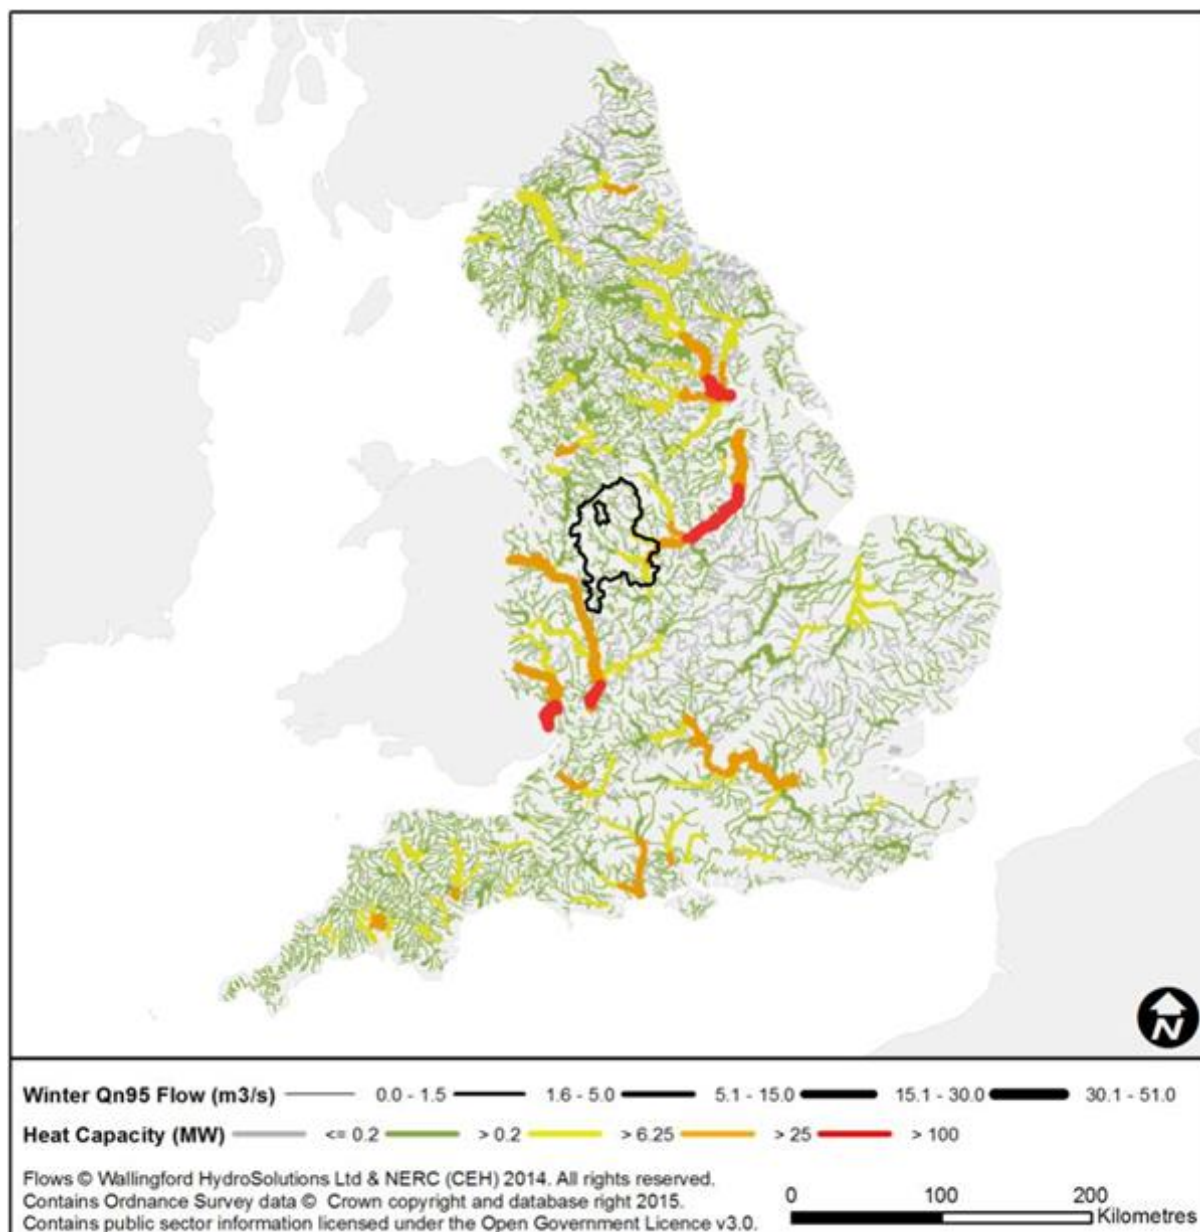 N
Winter Qn95 Flow (m3/s) 0.0 - 1.5 1.6 - 5.0 5.1 - 15.0 15.1 - 30.0 30.1 - 51.0
Heat Capacity (MW) <= 0.2 > 0.2 > 6.25 > 25 > 100
Flows © Wallingford HydroSolutions Ltd & NERC (CEH) 2014. All rights reserved.
Contains Ordnance Survey data © Crown copyright and database right 2015.
Contains public sector information licensed under the Open Government Licence v3.0.
0 100 200
Kilometres